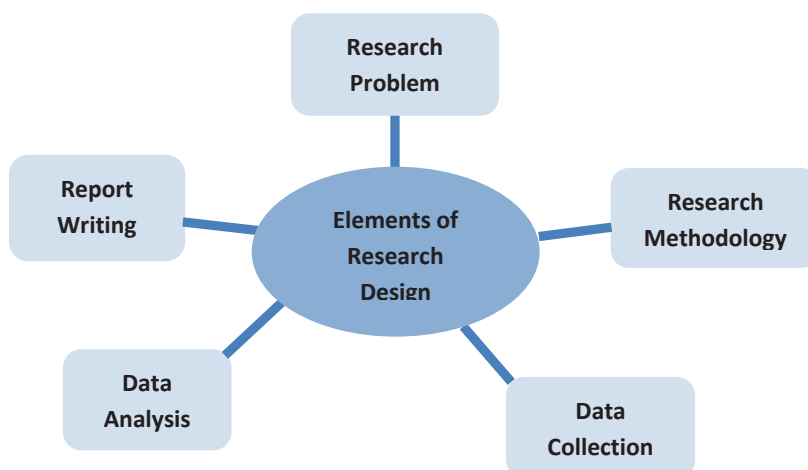 Research
Problem
Report
Writing
Elements of
Research
Design
Research
Methodology
Data
Analysis
Data
Collection